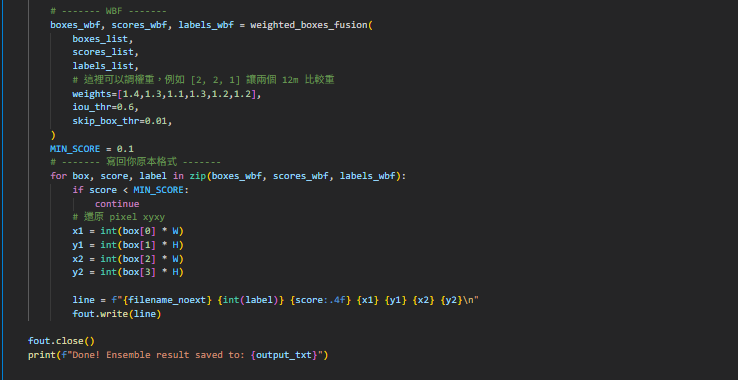 # ------- WBF -------
boxes_wbf, scores_wbf, labels_wbf = weighted_boxes_fusion(
boxes_list,
scores_list,
labels_list,
# 這裡可以調權重，例如 [2, 2, 1] 讓兩個 12m 比較重
weights=[1.4,1.3,1.1,1.3,1.2,1.2],
iou_thr=0.6,
skip_box_thr=0.01,
)
MIN_SCORE = 0.1
# ------- 寫回你原本格式 -------
for box, score, label in zip(boxes_wbf, scores_wbf, labels_wbf):
if score < MIN_SCORE:
continue
# 還原 pixel xyxy
x1 = int(box[0] * W)
y1 = int(box[1] * H)
x2 = int(box[2] * W)
y2 = int(box[3] * H)
line = f"{filename_noext} {int(label)} {score:.4f} {x1} {y1} {x2} {y2}\n"
fout.write(line)
fout.close()
print(f"Done! Ensemble result saved to: {output_txt}")